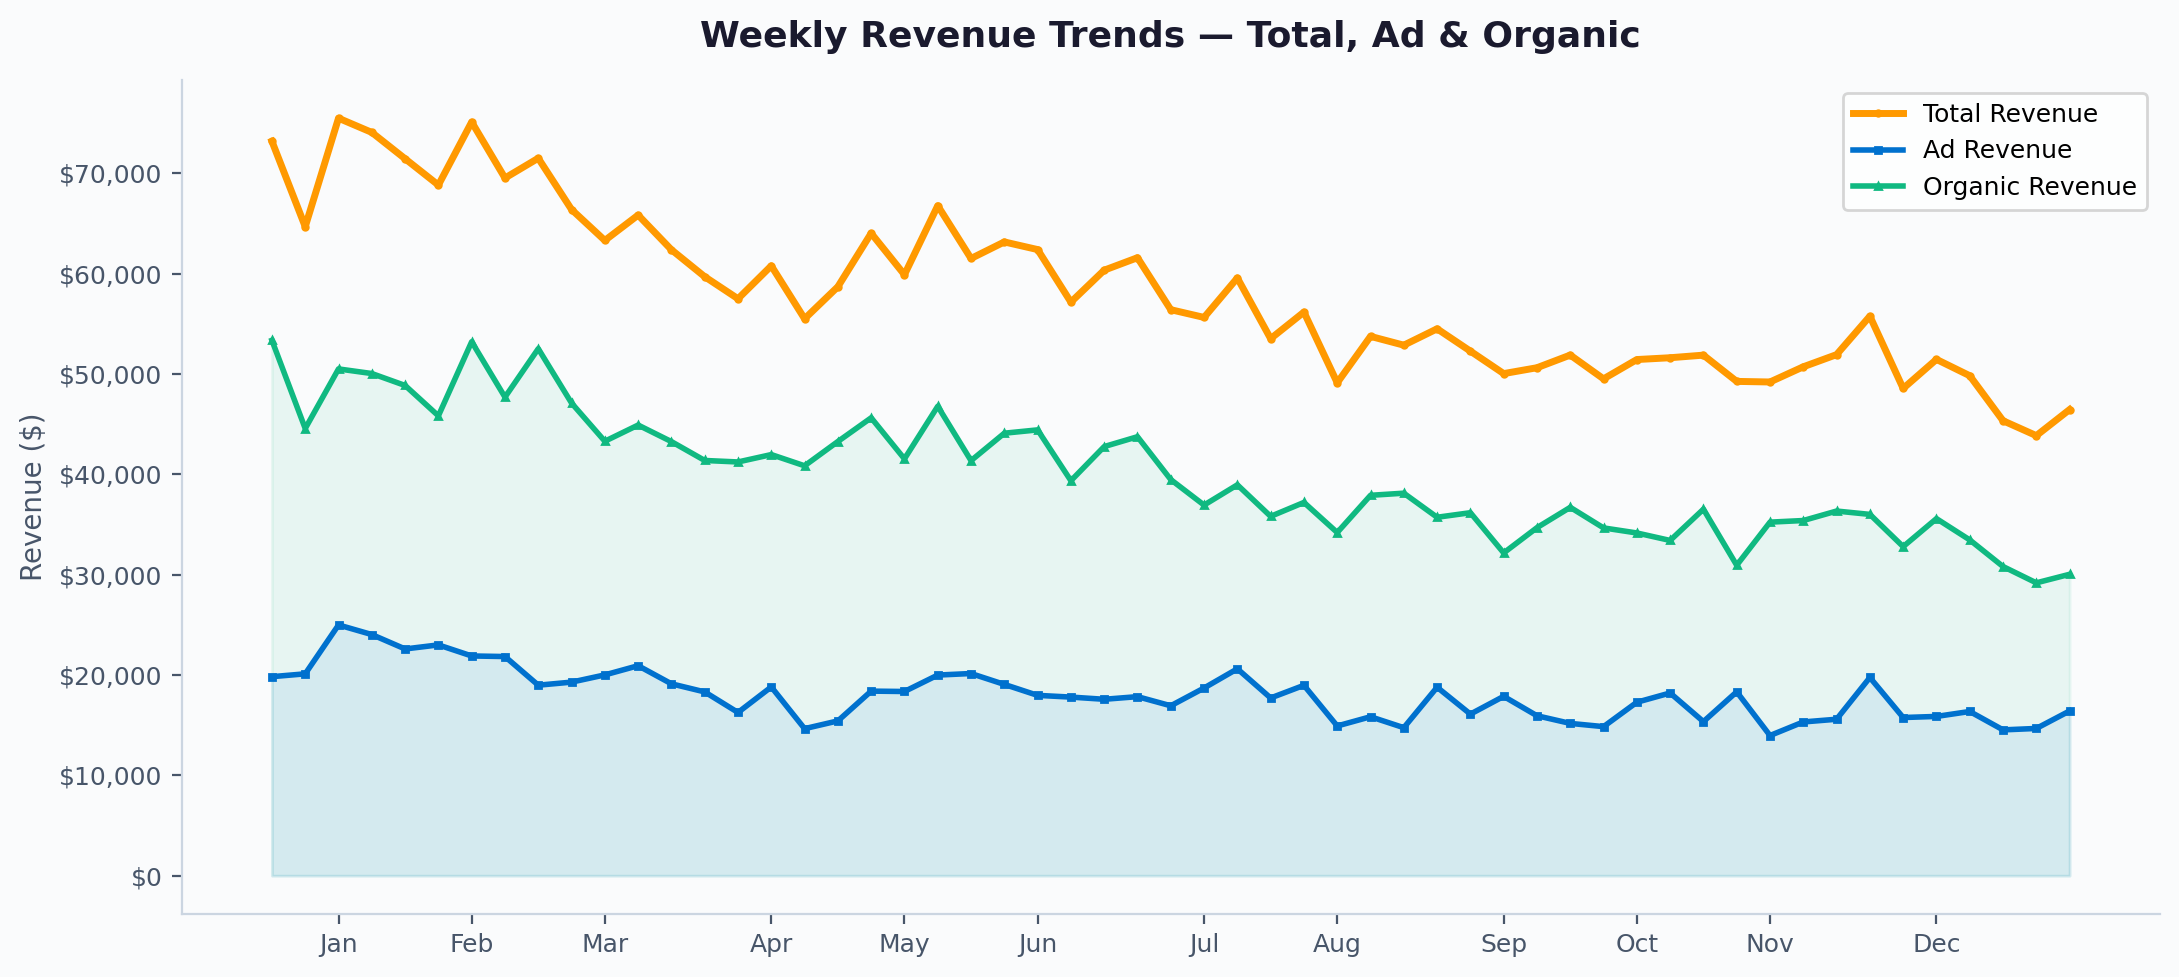 Weekly Revenue Trends — Total, Ad & Organic
Total Revenue
Ad Revenue
Organic Revenue
Revenue ($)
$70,000
$60,000
$50,000
$40,000
$30,000
$20,000
$10,000
$0
Jan Feb Mar Apr May Jun Jul Aug Sep Oct Nov Dec